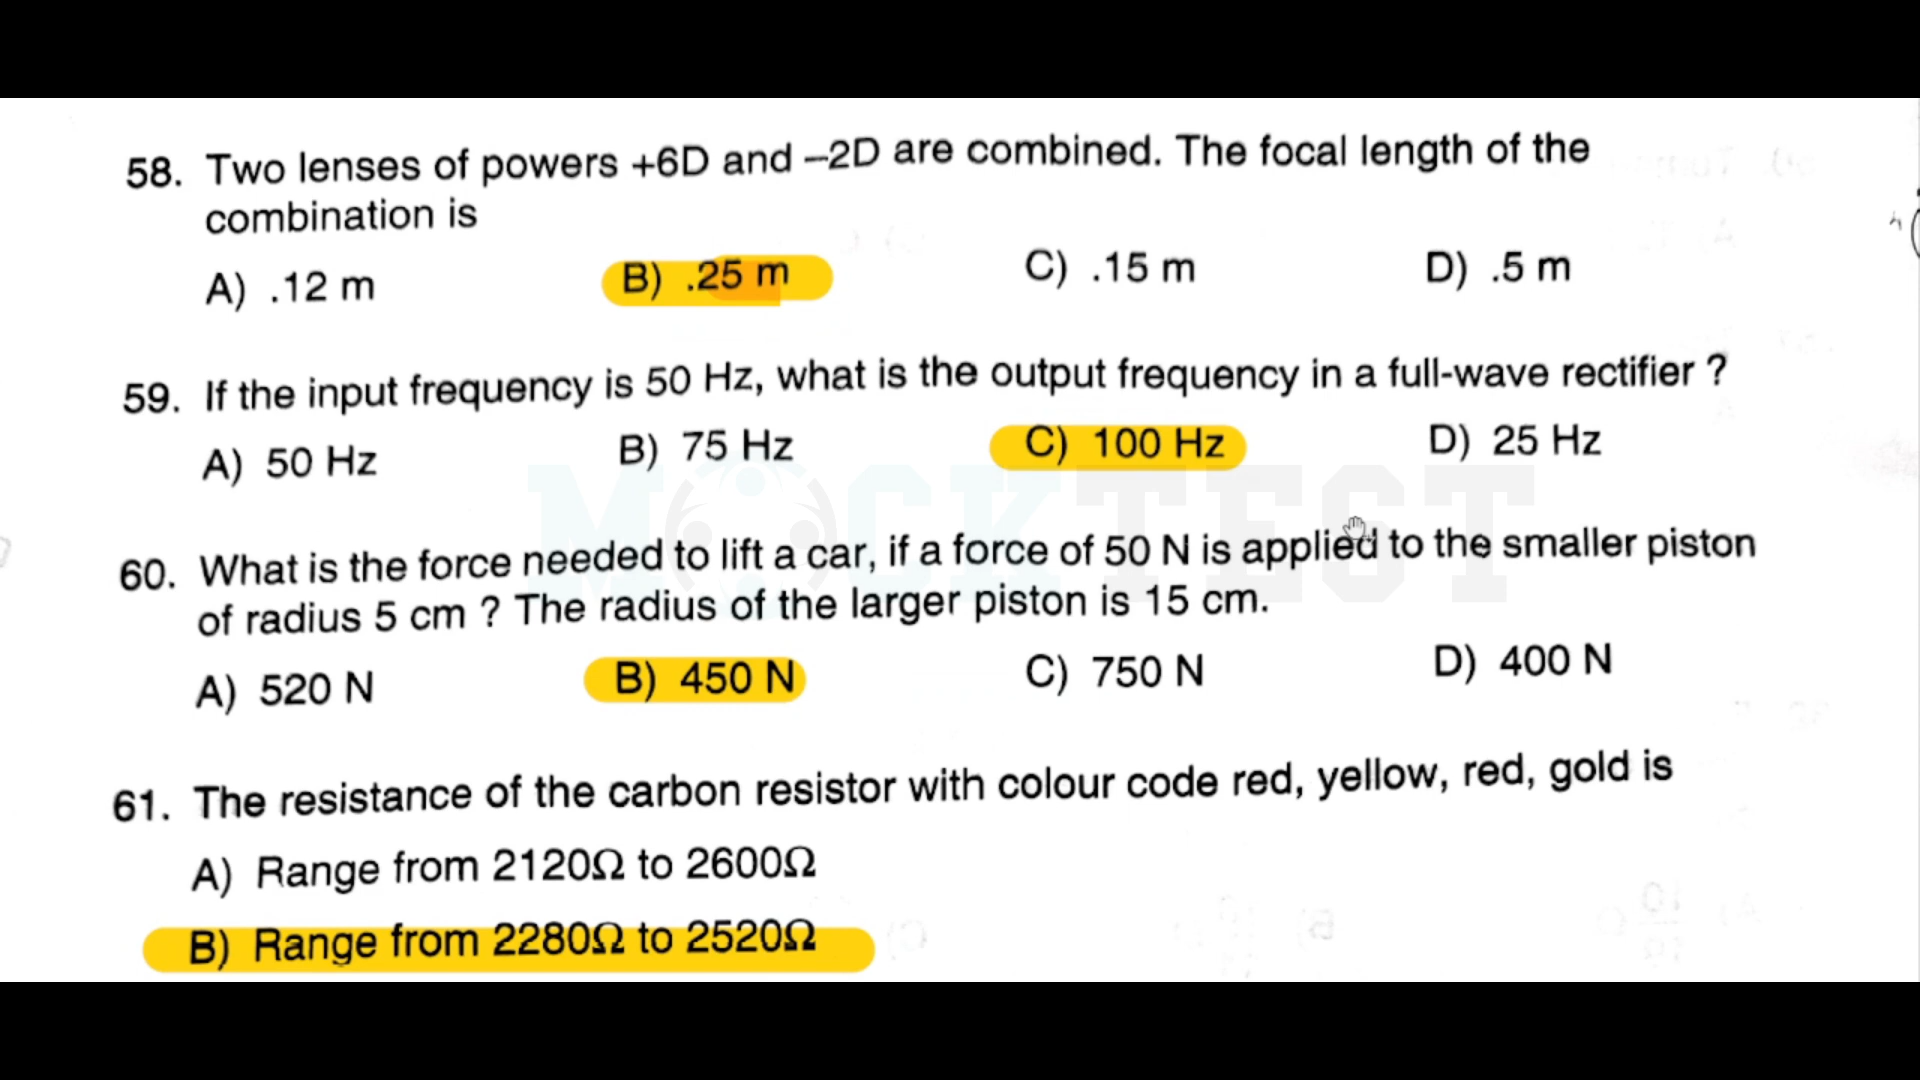 58. Two lenses of powers +6D and –2D are combined. The focal length of the
combination is
A) .12 m B) .25 m C) .15 m D) .5 m
59. If the input frequency is 50 Hz, what is the output frequency in a full-wave rectifier ?
A) 50 Hz B) 75 Hz C) 100 Hz D) 25 Hz
MOCKTEST
60. What is the force needed to lift a car, if a force of 50 N is applied to the smaller piston
of radius 5 cm ? The radius of the larger piston is 15 cm.
A) 520 N B) 450 N C) 750 N D) 400 N
61. The resistance of the carbon resistor with colour code red, yellow, red, gold is
A) Range from 2120Ω to 2600Ω
B) Range from 2280Ω to 2520Ω